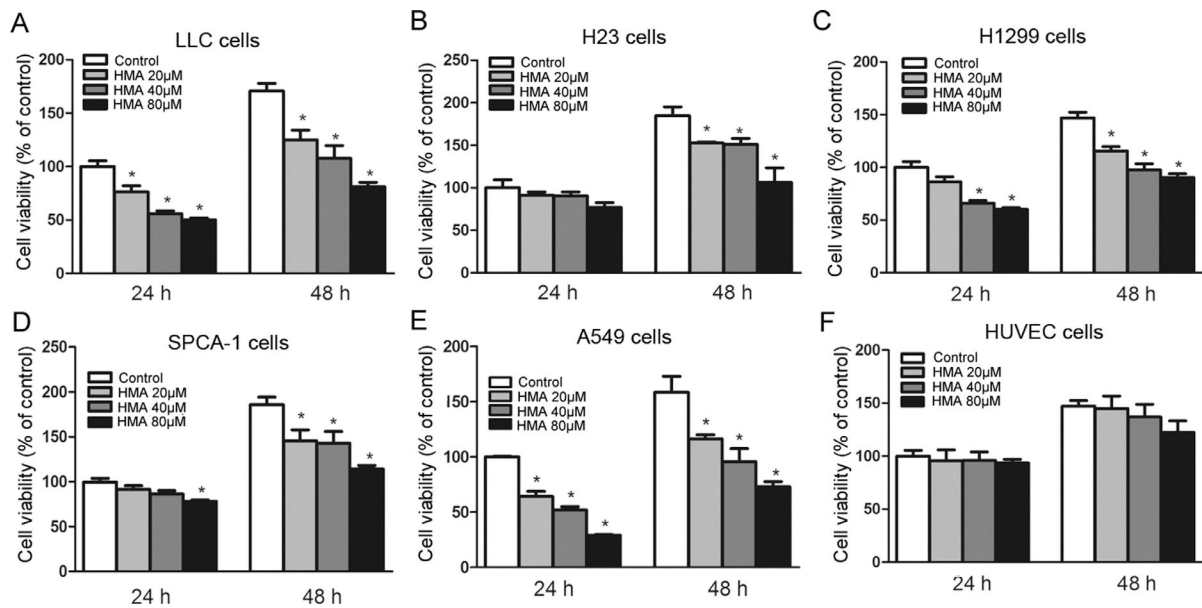 A
LLC cells
Cell viability (% of control)
200
150
100
50
0
Control
HMA 20µM
HMA 40µM
HMA 80µM
* * * * * *
24 h 48 h
B
H23 cells
Cell viability (% of control)
250
200
150
100
50
0
Control
HMA 20µM
HMA 40µM
HMA 80µM
* * *
24 h 48 h
C
H1299 cells
Cell viability (% of control)
200
150
100
50
0
Control
HMA 20µM
HMA 40µM
HMA 80µM
* * * * *
24 h 48 h
D
SPCA-1 cells
Cell viability (% of control)
250
200
150
100
50
0
Control
HMA 20µM
HMA 40µM
HMA 80µM
* * * *
24 h 48 h
E
A549 cells
Cell viability (% of control)
200
150
100
50
0
Control
HMA 20µM
HMA 40µM
HMA 80µM
* * * * * *
24 h 48 h
F
HUVEC cells
Cell viability (% of control)
200
150
100
50
0
Control
HMA 20µM
HMA 40µM
HMA 80µM
24 h 48 h